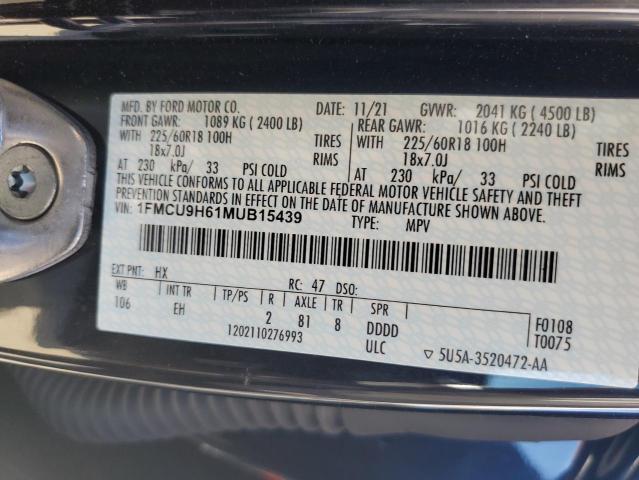 MFD. BY FORD MOTOR CO. DATE: 11/21 GVWR: 2041 KG ( 4500 LB)
FRONT GAWR: 1089 KG ( 2400 LB) REAR GAWR: 1016 KG ( 2240 LB)
WITH 225/60R18 100H TIRES WITH 225/60R18 100H TIRES
18x7.0J RIMS 18x7.0J RIMS
AT 230 kPa/ 33 PSI COLD AT 230 kPa/ 33 PSI COLD
THIS VEHICLE CONFORMS TO ALL APPLICABLE FEDERAL MOTOR VEHICLE SAFETY AND THEFT
PREVENTION STANDARDS IN EFFECT ON THE DATE OF MANUFACTURE SHOWN ABOVE.
VIN: 1FMCU9H61MUB15439 TYPE: MPV
EXT PNT: HX RC: 47 DSO:
WB INT TR TP/PS R AXLE TR SPR F0108
106 EH 2 81 8 DDDD T0075
1202110276993 ULC ▽ 5U5A-3520472-AA